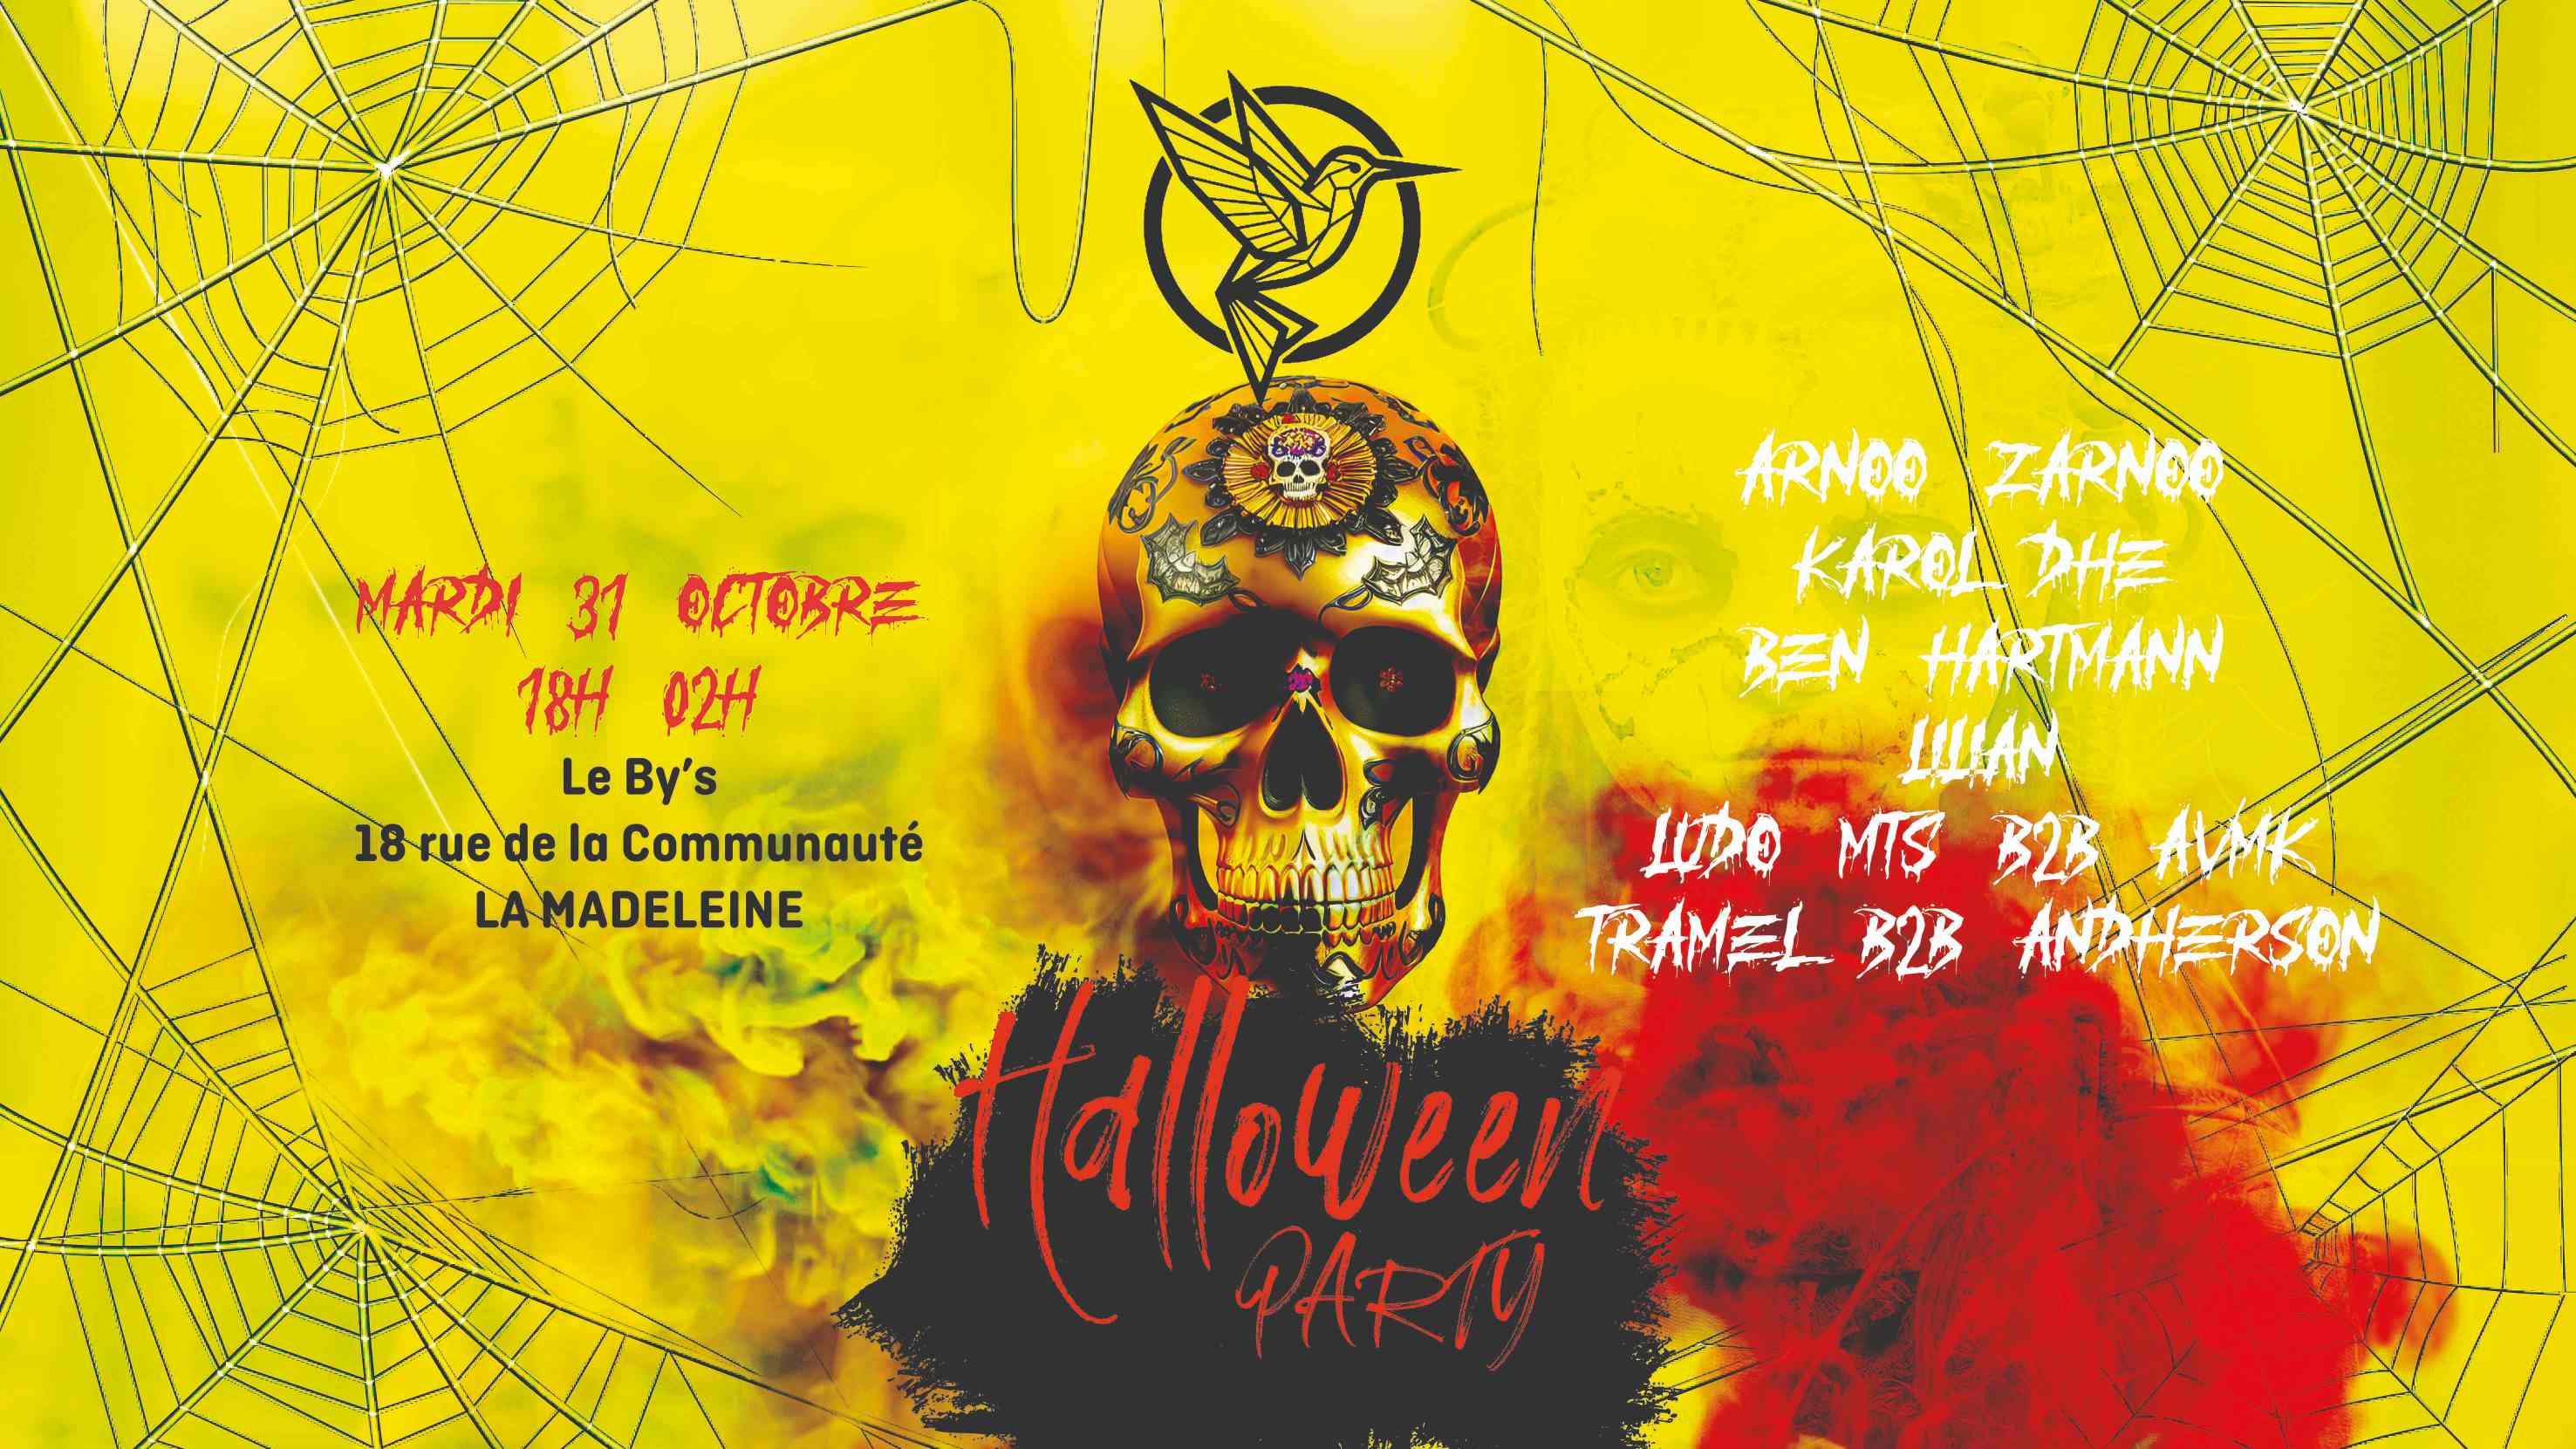 MARDI 31 OCTOBRE
18H 02H
Le By's
18 rue de la Communauté
LA MADELEINE
ARNOO ZARNOO
KAROL DHE
BEN HARTMANN
LILIAN
LUDO MTS B2B AVMK
TRAMEL B2B ANDHERSON
Halloween
PARTY